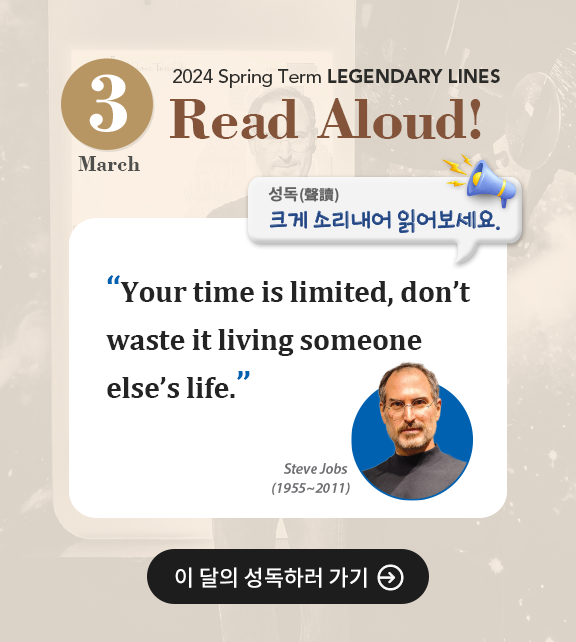 3
March
2024 Spring Term LEGENDARY LINES
Read Aloud!
성독(聲讀)
크게 소리내어 읽어보세요.
“Your time is limited, don’t
waste it living someone
else’s life.”
Steve Jobs
(1955~2011)
이 달의 성독하러 가기